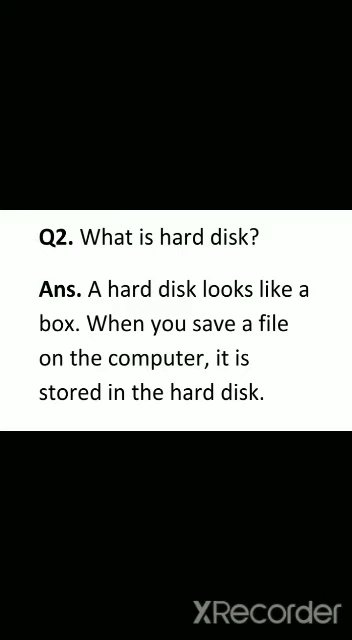 Q2. What is hard disk?
Ans. A hard disk looks like a
box. When you save a file
on the computer, it is
stored in the hard disk.
XRecorder